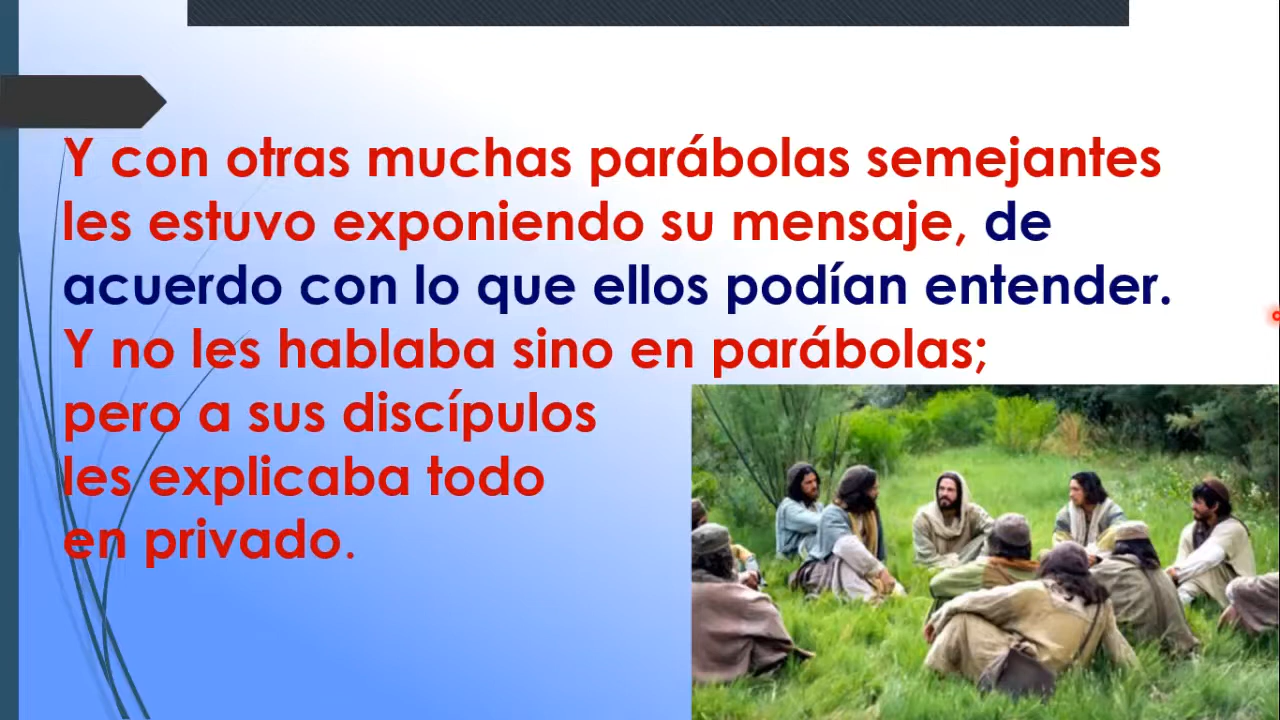 Y con otras muchas parábolas semejantes
les estuvo exponiendo su mensaje, de
acuerdo con lo que ellos podían entender.
Y no les hablaba sino en parábolas;
pero a sus discípulos
les explicaba todo
en privado.